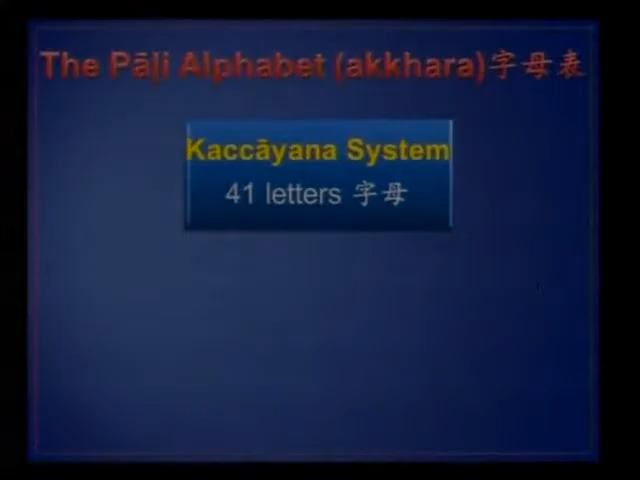 The Pāḷi Alphabet (akkhara)字母表
Kaccāyana System
41 letters 字母